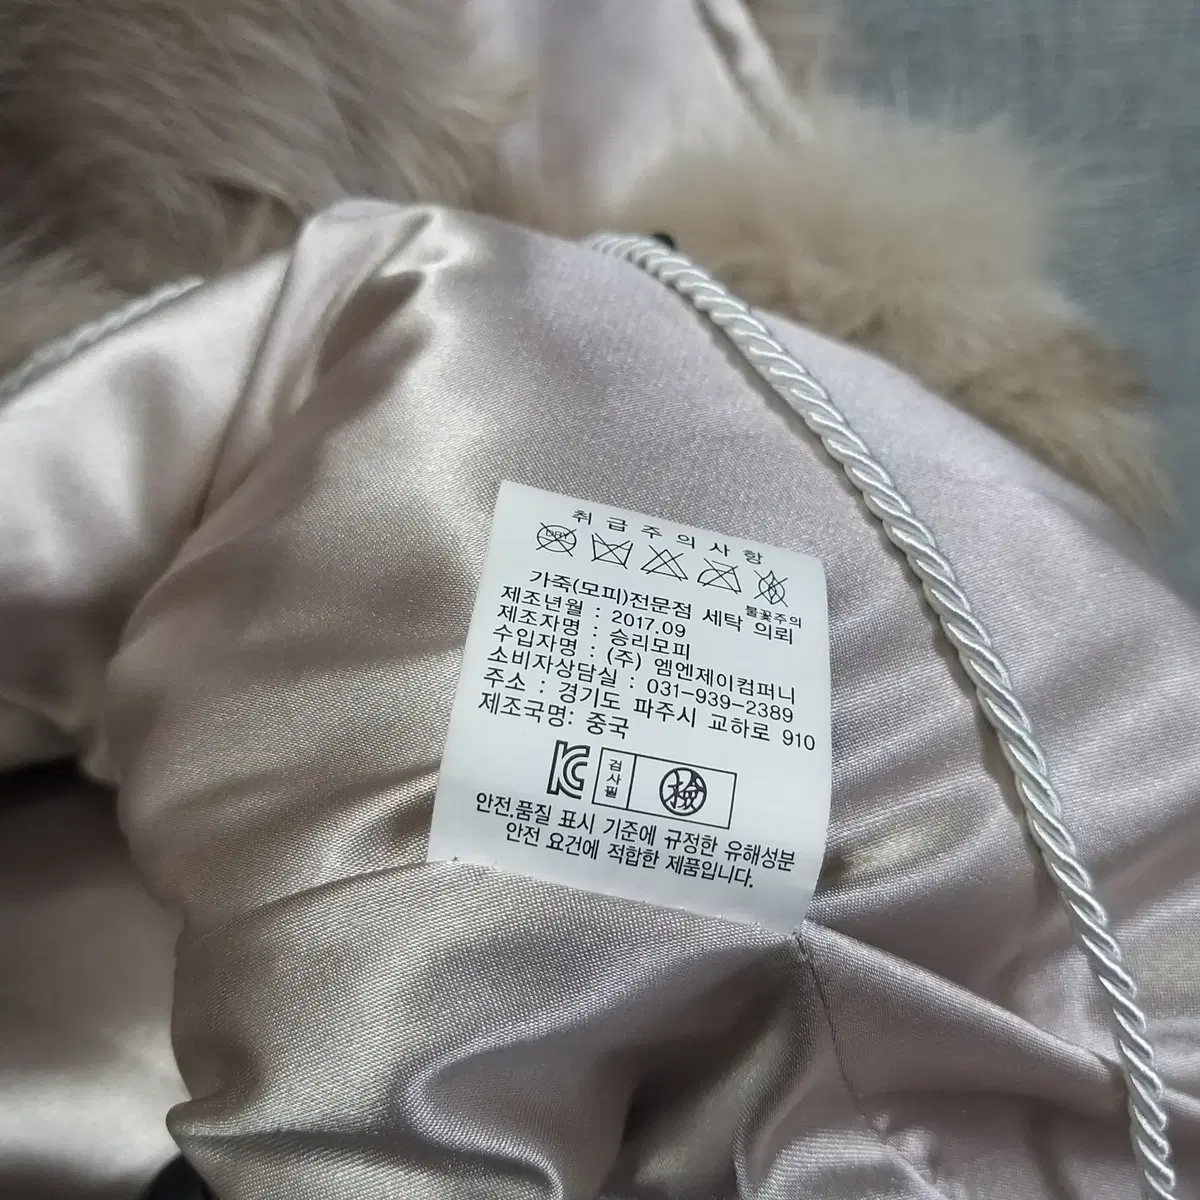 취급주의사항
DRY
불꽃주의
가죽(모피)전문점 세탁 의뢰
제조년월 : 2017.09
제조자명 : 승리모피
수입자명 : (주) 엠엔제이컴퍼니
소비자상담실 : 031-939-2389
주소 : 경기도 파주시 교하로 910
제조국명: 중국
KC 검사필 檢
안전.품질 표시 기준에 규정한 유해성분
안전 요건에 적합한 제품입니다.